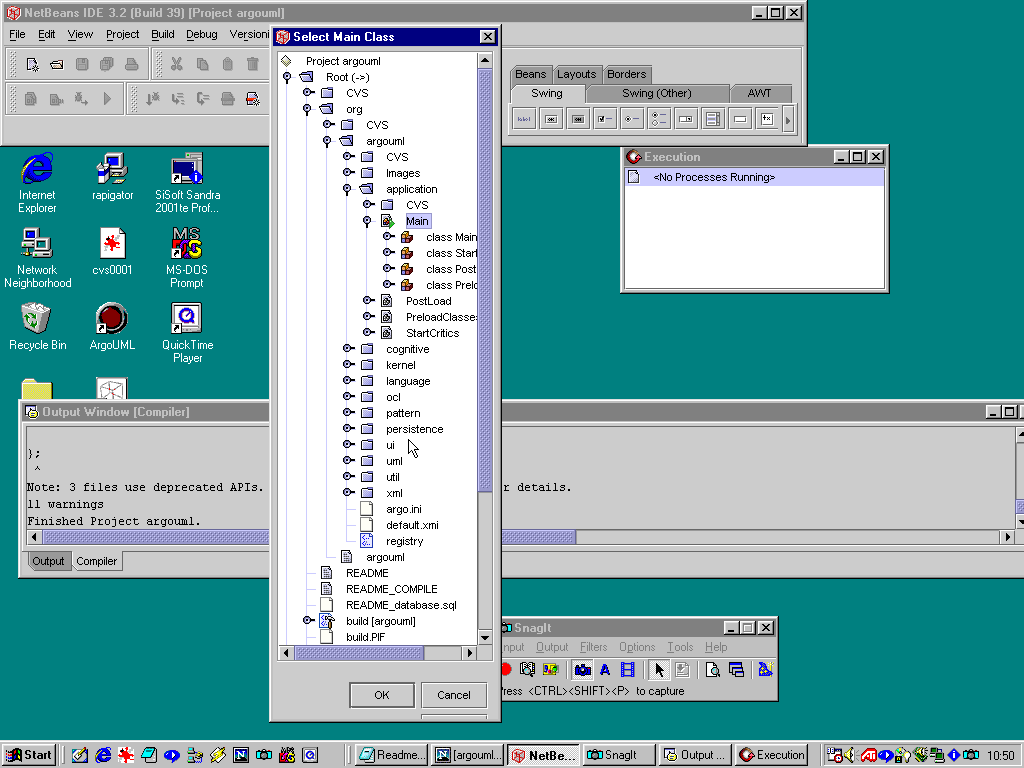 NetBeans IDE 3.2 (Build 39) [Project argouml]
File Edit View Project Build Debug Versioni
Beans Layouts Borders
Swing Swing (Other) AWT
label
Select Main Class
Project argouml
Root (->)
CVS
org
CVS
argouml
CVS
Images
application
CVS
Main
class Main
class Start
class Post
class Prelo
PostLoad
PreloadClasses
StartCritics
cognitive
kernel
language
ocl
pattern
persistence
ui
uml
util
xml
argo.ini
default.xmi
registry
argouml
README
README_COMPILE
README_database.sql
build [argouml]
build.PIF
OK Cancel
Execution
<No Processes Running>
Internet Explorer
rapigator
SiSoft Sandra 2001te Prof...
Network Neighborhood
cvs0001
MS-DOS Prompt
Recycle Bin
ArgoUML
QuickTime Player
Output Window [Compiler]
};
^
Note: 3 files use deprecated APIs. r details.
11 warnings
Finished Project argouml.
Output Compiler
SnagIt
nput Output Filters Options Tools Help
Press <CTRL><SHIFT><P> to capture
Start Readme... [argouml... NetBe... SnagIt Output ... Execution 10:50